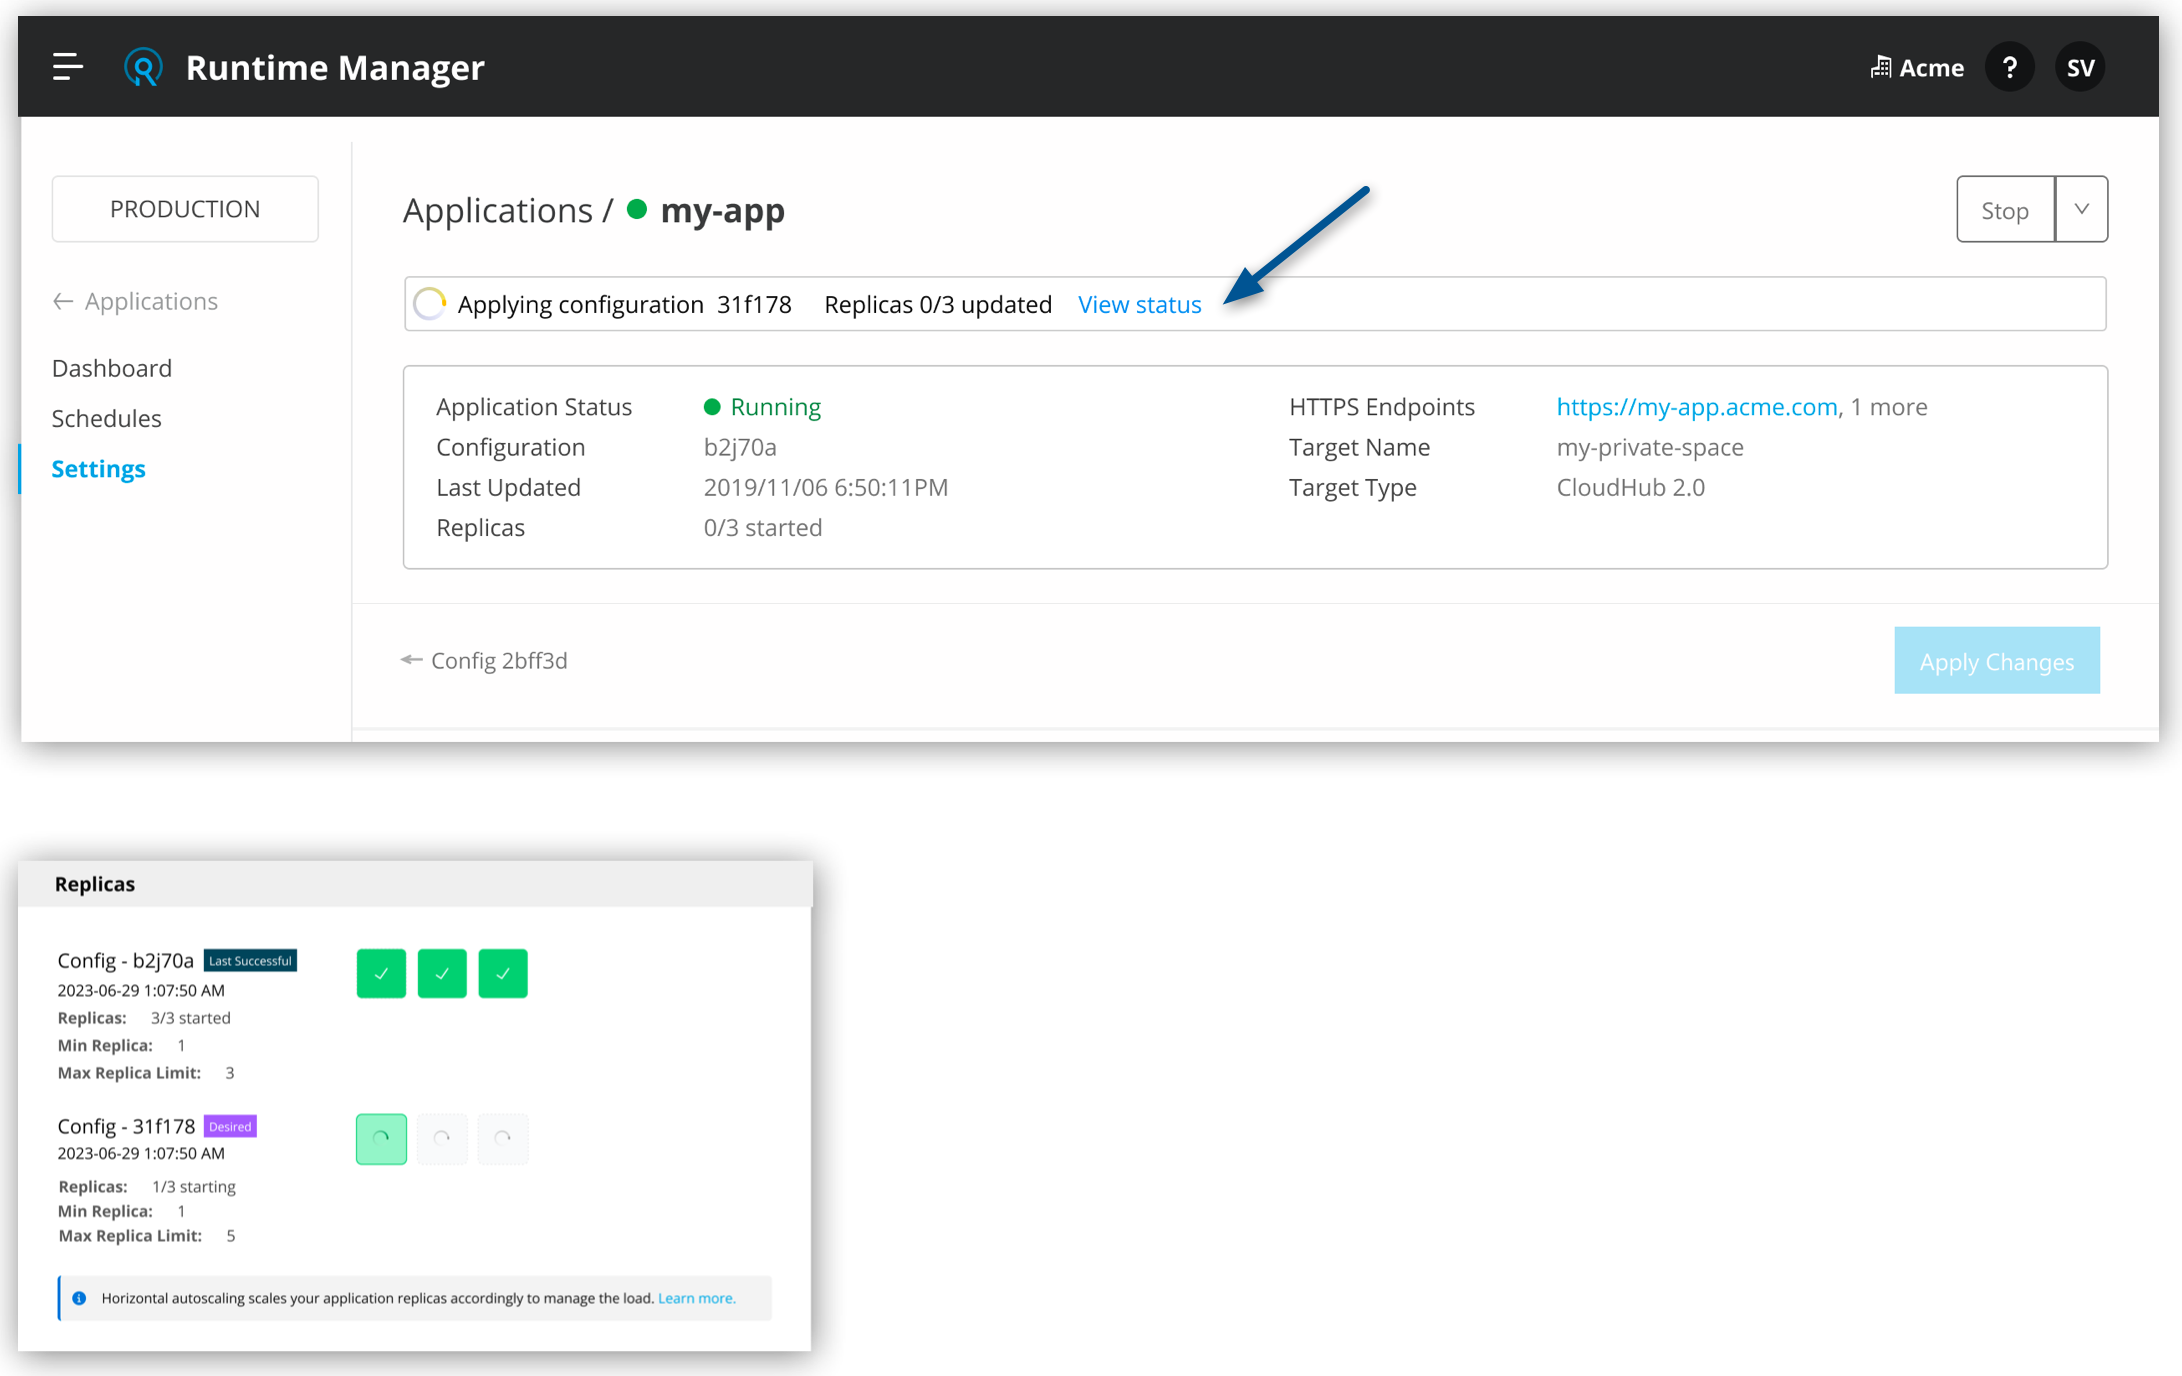 Runtime Manager
Acme ? SV
PRODUCTION
Applications / my-app
Stop
Applications
Applying configuration 31f178 Replicas 0/3 updated View status
Dashboard
Schedules
Settings
Application Status Running
Configuration b2j70a
Last Updated 2019/11/06 6:50:11PM
Replicas 0/3 started
HTTPS Endpoints https://my-app.acme.com, 1 more
Target Name my-private-space
Target Type CloudHub 2.0
Config 2bff3d
Apply Changes
Replicas
Config - b2j70a Last Successful
2023-06-29 1:07:50 AM
Replicas: 3/3 started
Min Replica: 1
Max Replica Limit: 3
Config - 31f178 Desired
2023-06-29 1:07:50 AM
Replicas: 1/3 starting
Min Replica: 1
Max Replica Limit: 5
Horizontal autoscaling scales your application replicas accordingly to manage the load. Learn more.